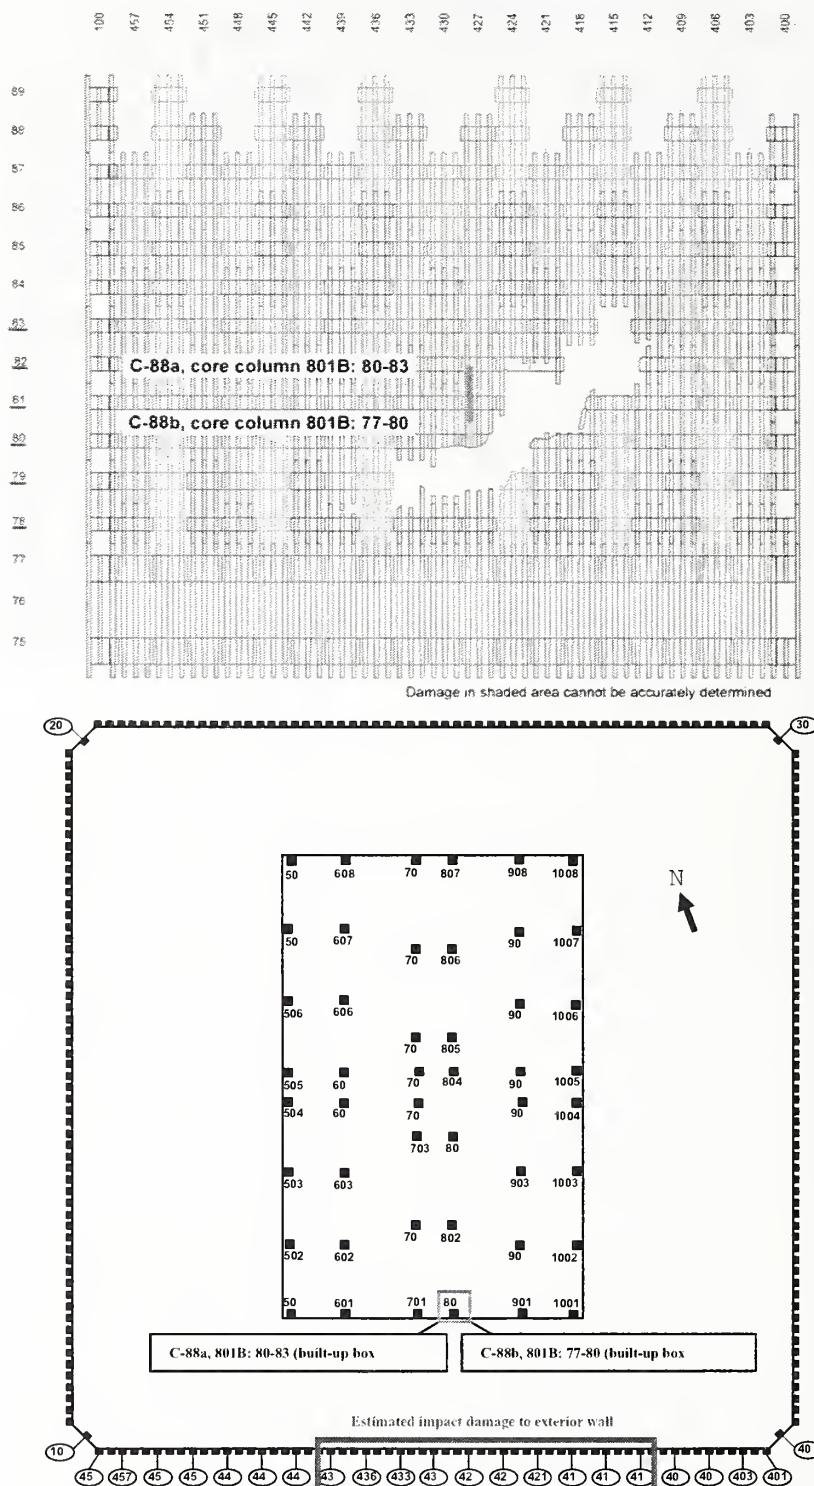 100 457 454 451 448 445 442 439 436 433 430 427 424 421 418 415 412 409 406 403 400
89
88
87
86
85
84
83
82
81
80
79
78
77
76
75
C-88a, core column 801B: 80-83
C-88b, core column 801B: 77-80
Damage in shaded area cannot be accurately determined
20 30
50 608 70 807 908 1008
N
50 607 90 1007
70 806
506 606 90 1006
70 805
505 60 70 804 90 1005
504 60 70 90 1004
703 80
503 603 903 1003
70 802
502 602 90 1002
50 601 701 80 901 1001
C-88a, 801B: 80-83 (built-up box
C-88b, 801B: 77-80 (built-up box
Estimated impact damage to exterior wall
10 40
45 457 45 45 44 44 44 43 436 433 43 42 42 421 41 41 41 40 40 403 401